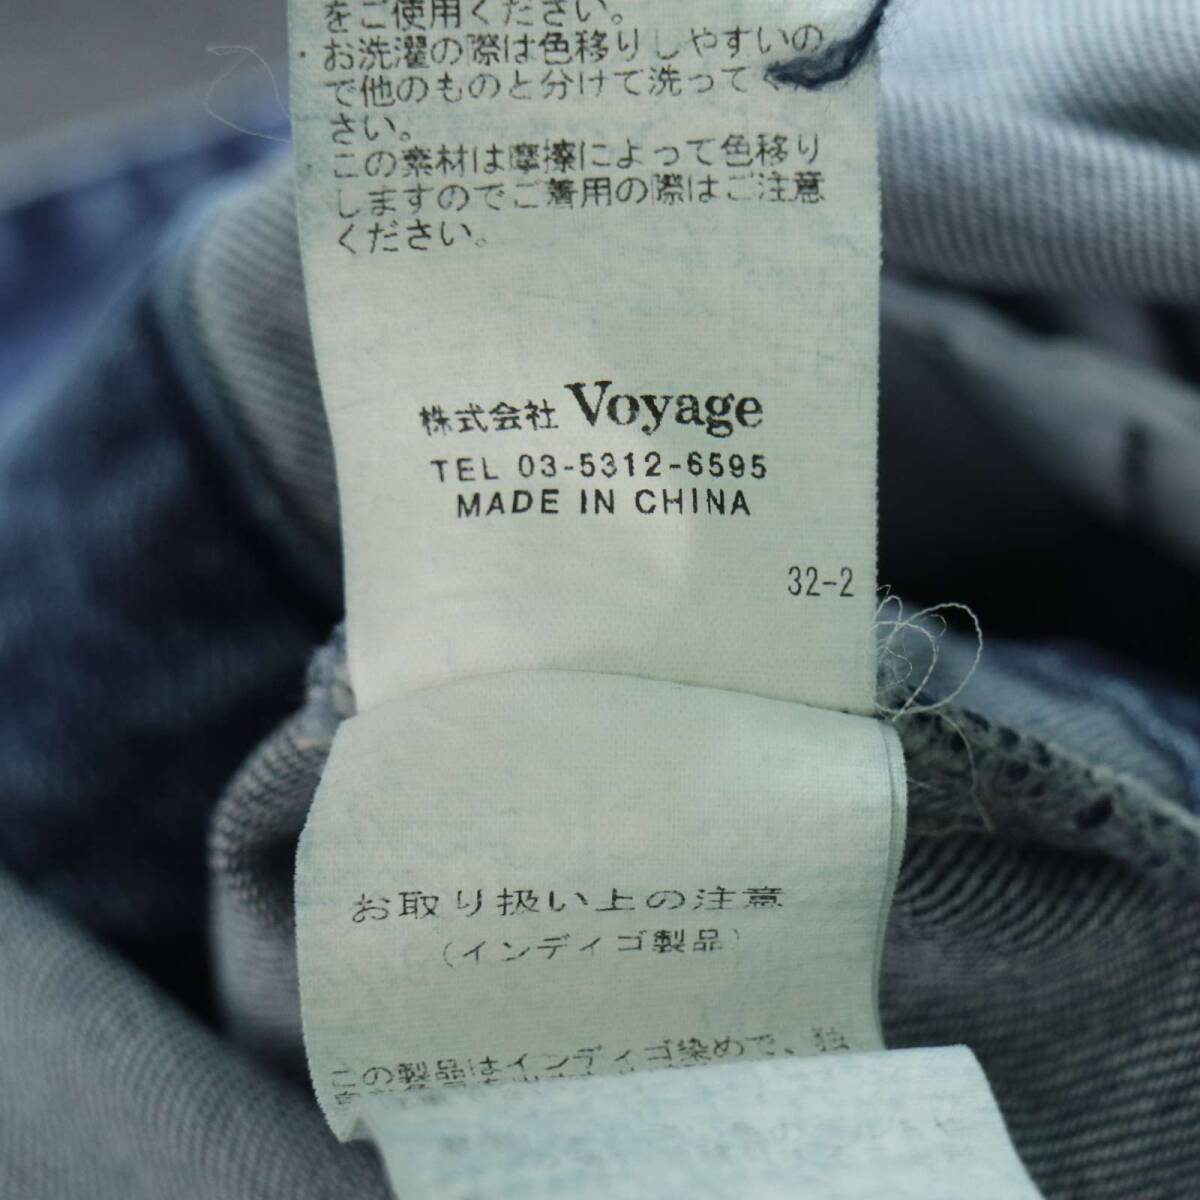 をご使用ください。
・お洗濯の際は色移りしやすいの
で他のものと分けて洗ってく
さい。
この素材は摩擦によって色移り
しますのでご着用の際はご注意
ください。
株式会社 Voyage
TEL 03-5312-6595
MADE IN CHINA
32-2
お取り扱い上の注意
(インディゴ製品)
この製品はインディゴ染めで、独